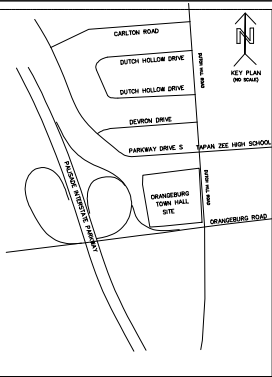 CARLTON ROAD
N
DUTCH HOLLOW DRIVE
DUTCH HILL ROAD
KEY PLAN
(NO SCALE)
DUTCH HOLLOW DRIVE
DEVRON DRIVE
PARKWAY DRIVE S
TAPAN ZEE HIGH SCHOOL
PALISADE INTERSTATE PARKWAY
ORANGEBURG
TOWN HALL
SITE
DUTCH HILL ROAD
ORANGEBURG ROAD